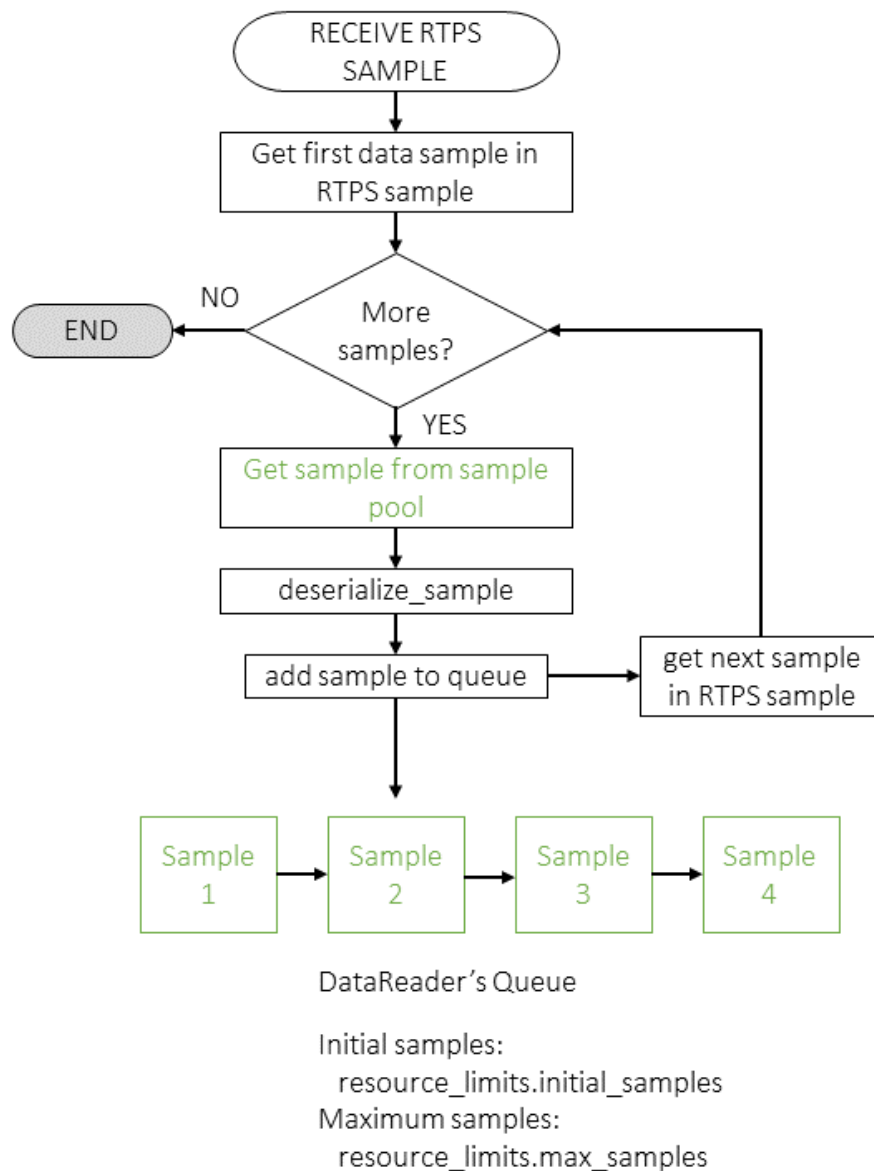 RECEIVE RTPS
SAMPLE
Get first data sample in
RTPS sample
More
samples?
NO
END
YES
Get sample from sample
pool
deserialize_sample
add sample to queue
get next sample
in RTPS sample
Sample
1
Sample
2
Sample
3
Sample
4
DataReader’s Queue
Initial samples:
resource_limits.initial_samples
Maximum samples:
resource_limits.max_samples